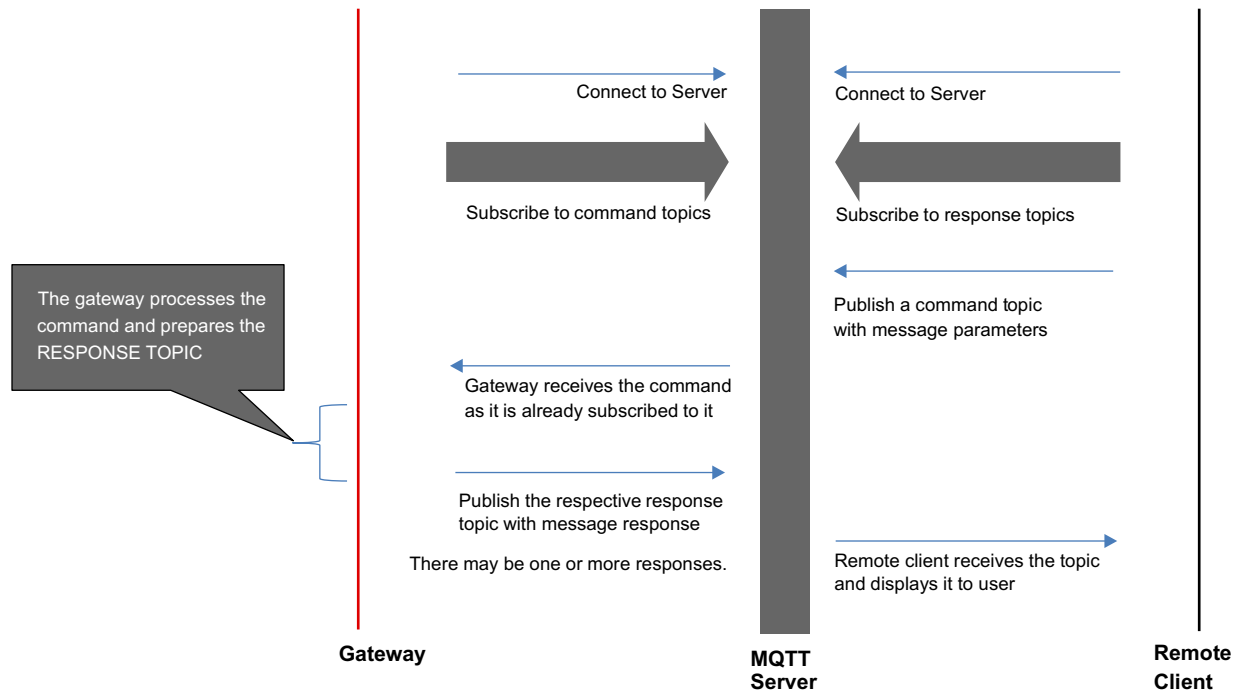 Connect to Server
Connect to Server
Subscribe to command topics
Subscribe to response topics
The gateway processes the
command and prepares the
RESPONSE TOPIC
Publish a command topic
with message parameters
Gateway receives the command
as it is already subscribed to it
Publish the respective response
topic with message response
There may be one or more responses.
Remote client receives the topic
and displays it to user
Gateway
MQTT
Server
Remote
Client